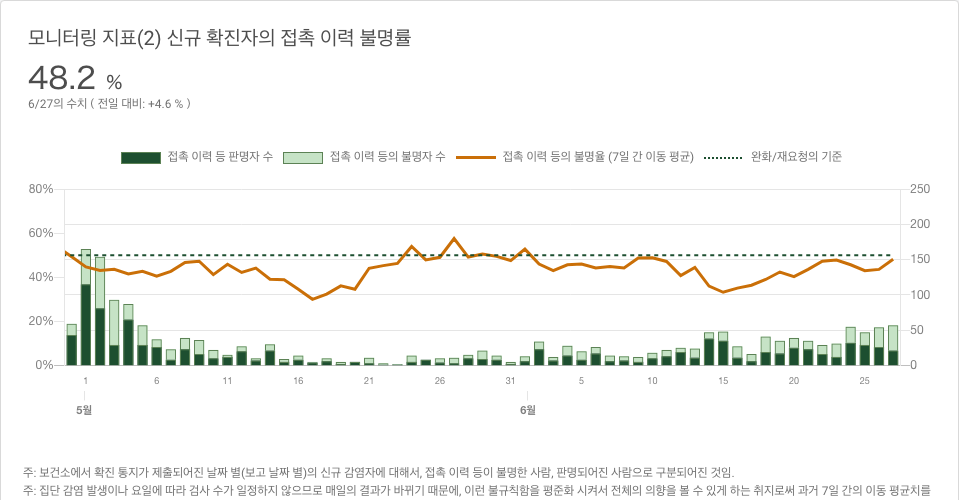 모니터링 지표(2) 신규 확진자의 접촉 이력 불명률
48.2 %
6/27의 수치 ( 전일 대비: +4.6 % )
접촉 이력 등 판명자 수 접촉 이력 등의 불명자 수 접촉 이력 등의 불명율 (7일 간 이동 평균) 완화/재요청의 기준
80% 250
200
60%
150
40%
100
20%
50
0% 0
1 6 11 16 21 26 31 5 10 15 20 25
5월 6월
주: 보건소에서 확진 통지가 제출되어진 날짜 별(보고 날짜 별)의 신규 감염자에 대해서, 접촉 이력 등이 불명한 사람, 판명되어진 사람으로 구분되어진 것임.
주: 집단 감염 발생이나 요일에 따라 검사 수가 일정하지 않으므로 매일의 결과가 바뀌기 때문에, 이런 불규칙함을 평준화 시켜서 전체의 의향을 볼 수 있게 하는 취지로써 과거 7일 간의 이동 평균치를